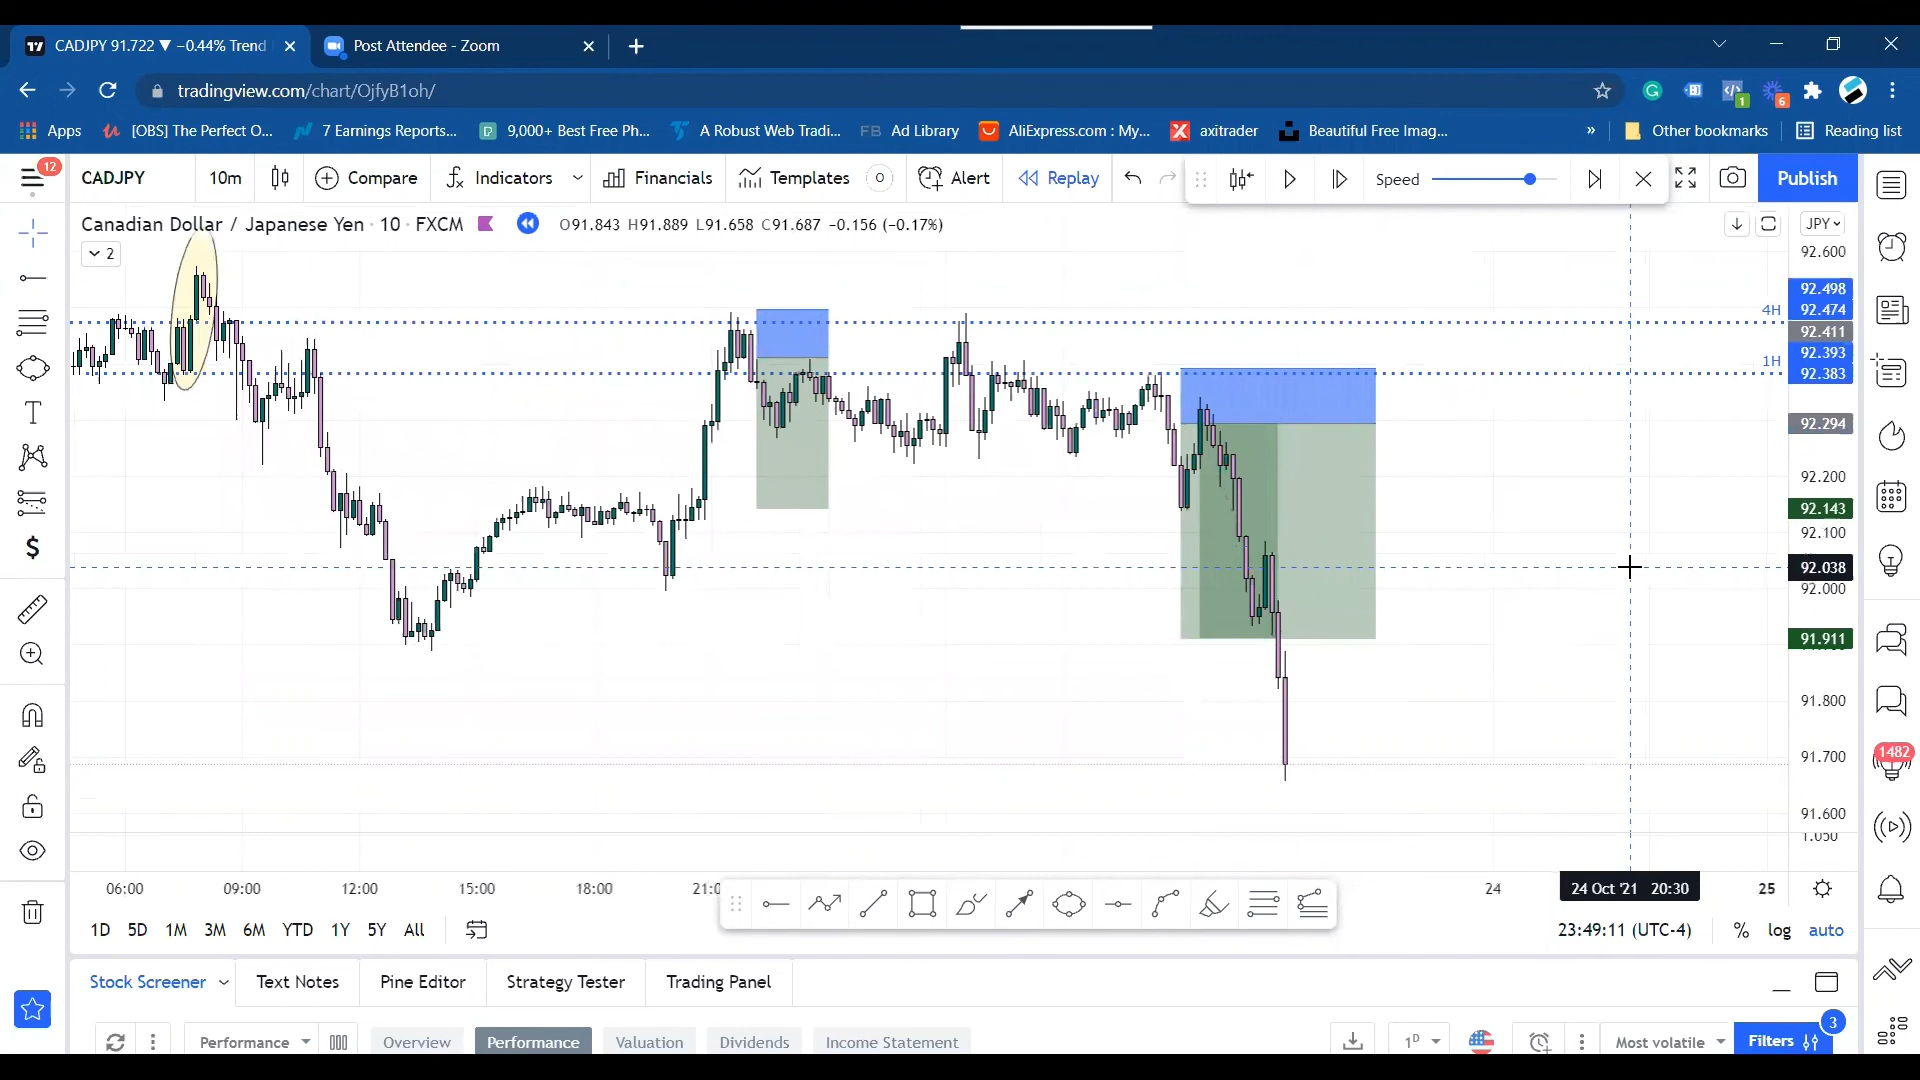 CADJPY 91.722 ▼ −0.44% Trend
Post Attendee - Zoom
tradingview.com/chart/OjfyB1oh/
1
6
Apps
[OBS] The Perfect O...
7 Earnings Reports...
9,000+ Best Free Ph...
A Robust Web Tradi...
FB Ad Library
AliExpress.com : My...
axitrader
Beautiful Free Imag...
»
Other bookmarks
Reading list
12
CADJPY
10m
Compare
Indicators
Financials
Templates
Alert
Replay
Speed
Publish
Canadian Dollar / Japanese Yen · 10 · FXCM
O91.843 H91.889 L91.658 C91.687 −0.156 (−0.17%)
JPY
2
92.600
92.498
4H
92.474
92.411
92.393
1H
92.383
92.294
92.200
92.143
92.100
92.038
92.000
91.911
91.800
91.700
91.600
1.050
1482
06:00
09:00
12:00
15:00
18:00
24
24 Oct '21 20:30
25
1D
5D
1M
3M
6M
YTD
1Y
5Y
All
23:49:11 (UTC-4)
%
log
auto
Stock Screener
Text Notes
Pine Editor
Strategy Tester
Trading Panel
3
Performance
Overview
Performance
Valuation
Dividends
Income Statement
1D
Most volatile
Filters